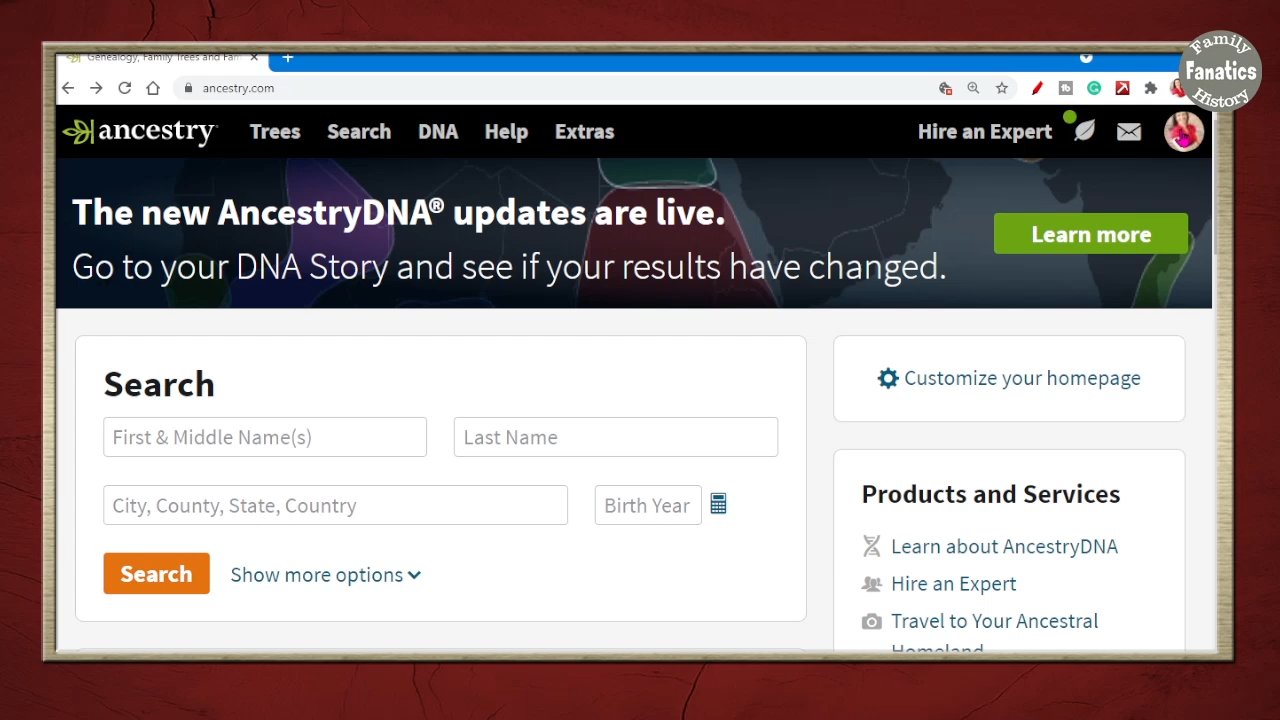 Genealogy, Family Trees and Fam
Family
Fanatics
History
ancestry.com
ancestry
Trees
Search
DNA
Help
Extras
Hire an Expert
The new AncestryDNA® updates are live.
Learn more
Go to your DNA Story and see if your results have changed.
Search
Customize your homepage
First & Middle Name(s)
Last Name
City, County, State, Country
Birth Year
Products and Services
Learn about AncestryDNA
Search
Show more options
Hire an Expert
Travel to Your Ancestral
Homeland